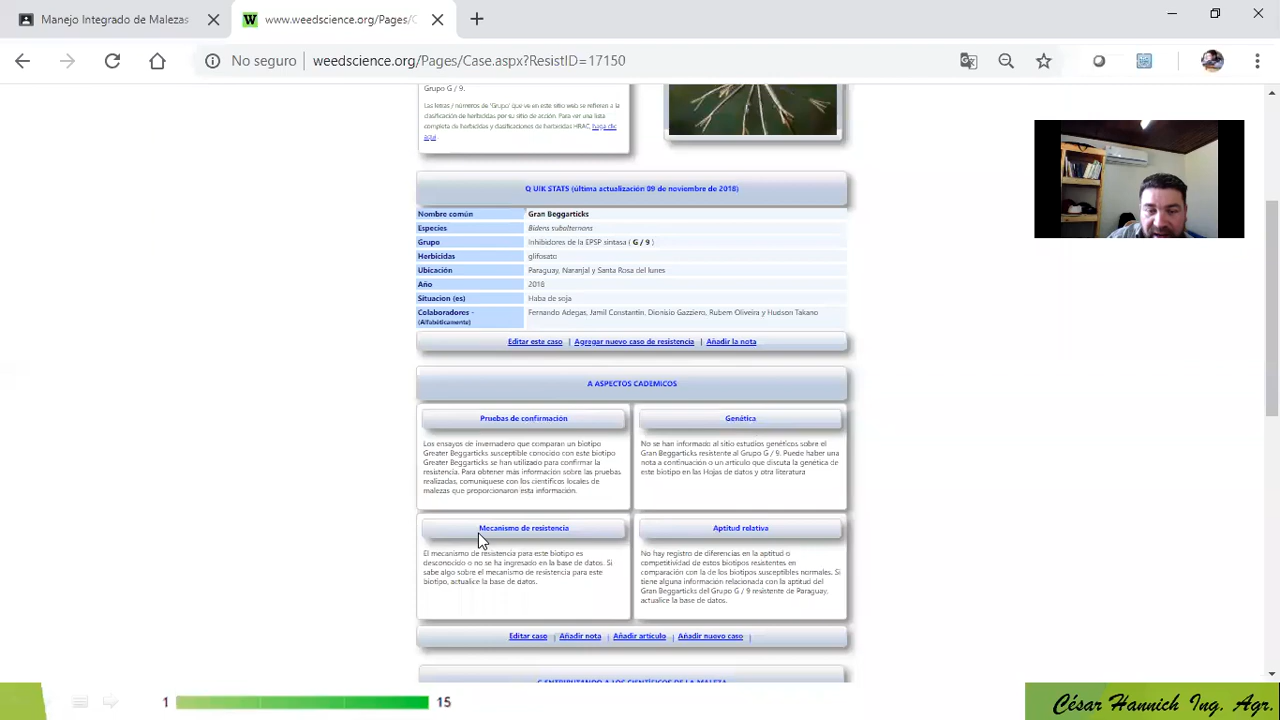 Manejo Integrado de Malezas
www.weedscience.org/Pages/C
No seguro
weedscience.org/Pages/Case.aspx?ResistID=17150
Grupo G / 9.
Las letras / números de 'Grupo' que ve en este sitio web se refieran a la
clasificación de herbicidas por su sitio de acción. Para ver una lista
completa de herbicidas y clasificaciones de herbicidas HRAC, haga clic
aquí
Q UIK STATS (última actualización 09 de noviembre de 2018)
Nombre común Gran Beggarticks
Especies Bidens subalternans
Grupo Inhibidores de la EPSP sintasa ( G / 9 )
Herbicidas glifosato
Ubicación Paraguay, Naranjal y Santa Rosa del lunes
Año 2018
Situacion (es) Haba de soja
Colaboradores - Fernando Adegas, Jamil Constantin, Dionisio Gazziero, Rubem Oliveira y Hudson Takano
(Alfabéticamente)
Editar este caso | Agregar nuevo caso de resistencia | Añadir la nota
A ASPECTOS CADEMICOS
Pruebas de confirmación
Los ensayos de invernadero que comparan un biotipo
Greater Beggarticks susceptible conocido con este biotipo
Greater Beggarticks se han utilizado para confirmar la
resistencia. Para obtener más información sobre las pruebas
realizadas, comuníquese con los científicos locales de
malezas que proporcionaron esta información.
Genética
No se han informado al sitio estudios genéticos sobre el
Gran Beggarticks resistente al Grupo G / 9. Puede haber una
nota a continuación o un artículo que discuta la genética de
este biotipo en las Hojas de datos y otra literatura
Mecanismo de resistencia
El mecanismo de resistencia para este biotipo es
desconocido o no se ha ingresado en la base de datos. Si
sabe algo sobre el mecanismo de resistencia para este
biotipo, actualice la base de datos.
Aptitud relativa
No hay registro de diferencias en la aptitud o
competitividad de estos biotipos resistentes en
comparación con la de los biotipos susceptibles normales. Si
tiene alguna información relacionada con la aptitud del
Gran Beggarticks del Grupo G / 9 resistente de Paraguay,
actualice la base de datos.
Editar caso | Añadir nota | Añadir artículo | Añadir nuevo caso |
C ENTRIBUTANDO A LOS CIENTÍFICOS DE LA MALEZA
1 15
César Hannich Ing. Agr.